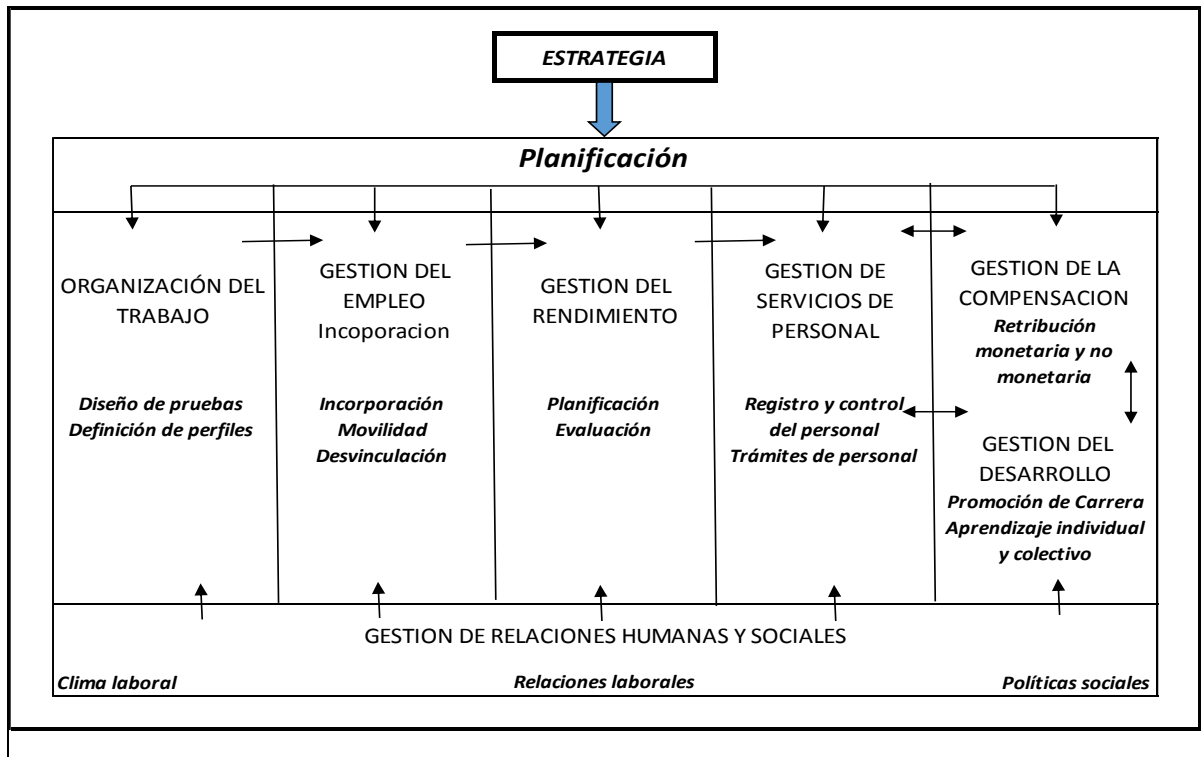 ESTRATEGIA
Planificación
ORGANIZACIÓN DEL
TRABAJO
Diseño de pruebas
Definición de perfiles
GESTION DEL
EMPLEO
Incoporacion
Incorporación
Movilidad
Desvinculación
GESTION DEL
RENDIMIENTO
Planificación
Evaluación
GESTION DE
SERVICIOS DE
PERSONAL
Registro y control
del personal
Trámites de personal
GESTION DE LA
COMPENSACION
Retribución
monetaria y no
monetaria
GESTION DEL
DESARROLLO
Promoción de Carrera
Aprendizaje individual
y colectivo
GESTION DE RELACIONES HUMANAS Y SOCIALES
Clima laboral
Relaciones laborales
Políticas sociales